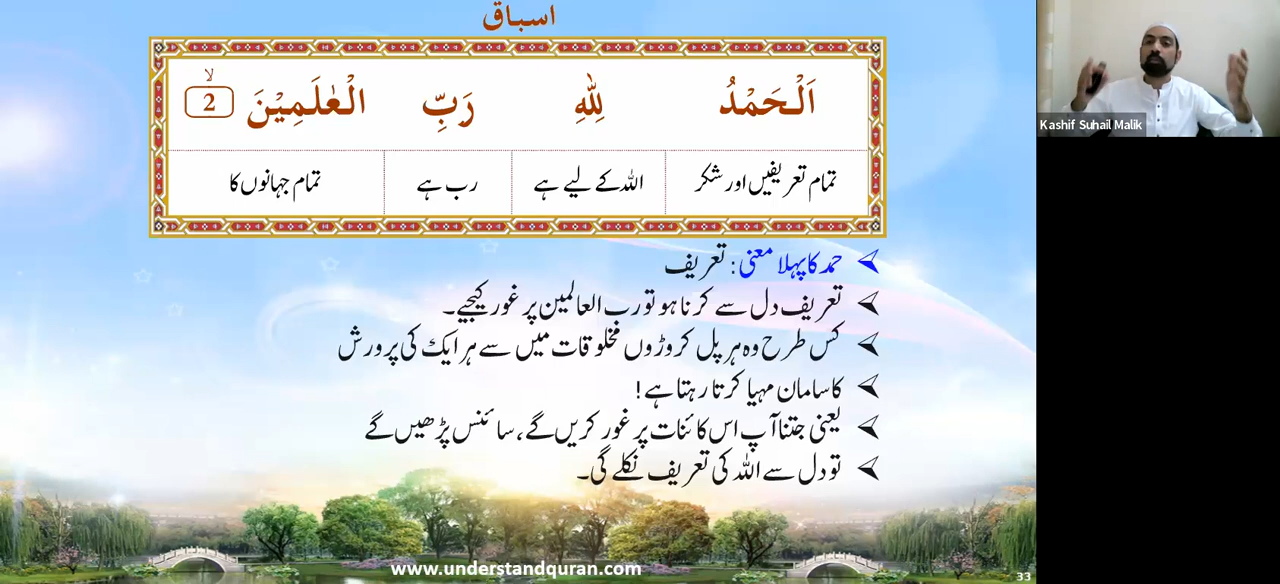 اسباق
اَلْحَمْدُ لِلّٰهِ رَبِّ الْعٰلَمِيْنَ ۙ 2
تمام تعریفیں اور شکر اللہ کے لیے ہے رب ہے تمام جہانوں کا
حمد کا پہلا معنی: تعریف
تعریف دل سے کرنا ہو تو رب العالمین پر غور کیجیے۔
کس طرح وہ ہر پل کروڑوں مخلوقات میں سے ہر ایک کی پرورش
کا سامان مہیا کرتا رہتا ہے!
یعنی جتنا آپ اس کائنات پر غور کریں گے، سائنس پڑھیں گے
تو دل سے اللہ کی تعریف نکلے گی۔
www.understandquran.com
33
Kashif Suhail Malik